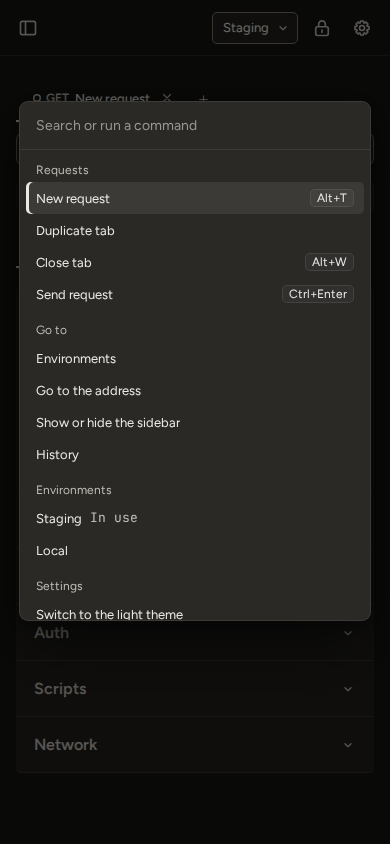 Staging
GET New request
Search or run a command
Requests
New request Alt+T
Duplicate tab
Close tab Alt+W
Send request Ctrl+Enter
Go to
Environments
Go to the address
Show or hide the sidebar
History
Environments
Staging In use
Local
Settings
Switch to the light theme
Auth
Scripts
Network